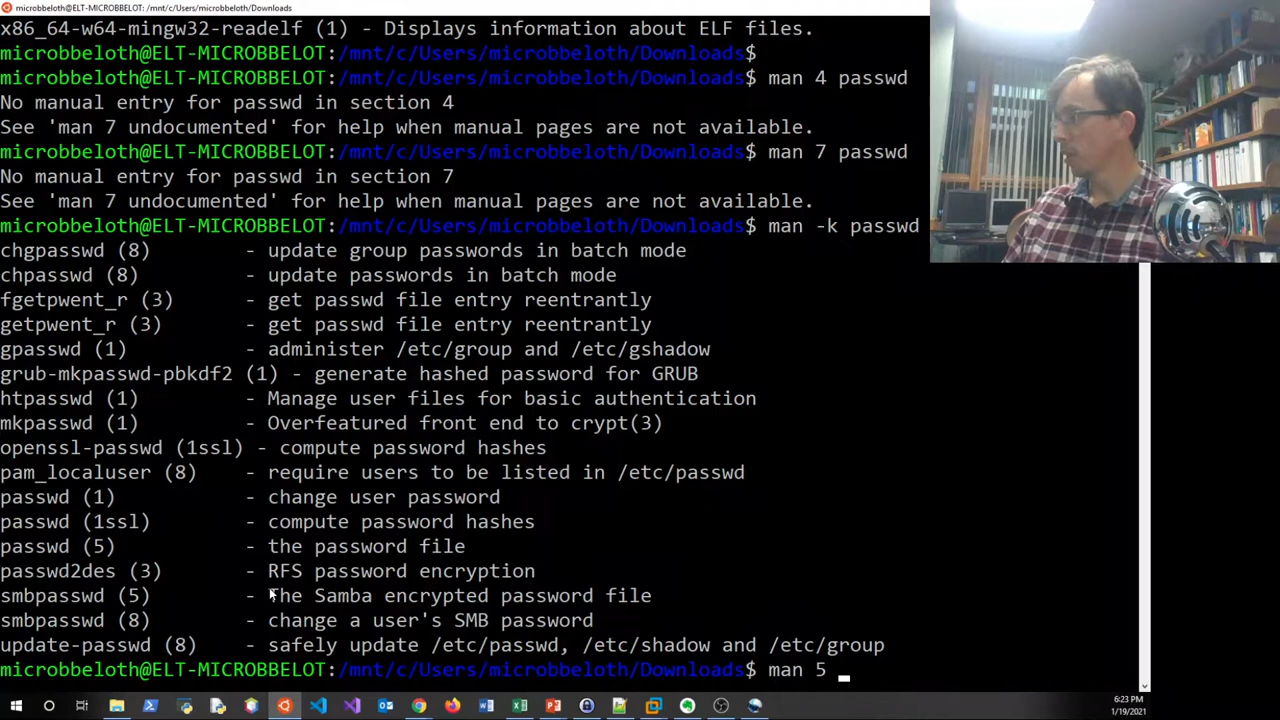 microbbeloth@ELT-MICROBBELOT: /mnt/c/Users/microbbeloth/Downloads
x86_64-w64-mingw32-readelf (1) - Displays information about ELF files.
microbbeloth@ELT-MICROBBELOT:/mnt/c/Users/microbbeloth/Downloads$
microbbeloth@ELT-MICROBBELOT:/mnt/c/Users/microbbeloth/Downloads$ man 4 passwd
No manual entry for passwd in section 4
See 'man 7 undocumented' for help when manual pages are not available.
microbbeloth@ELT-MICROBBELOT:/mnt/c/Users/microbbeloth/Downloads$ man 7 passwd
No manual entry for passwd in section 7
See 'man 7 undocumented' for help when manual pages are not available.
microbbeloth@ELT-MICROBBELOT:/mnt/c/Users/microbbeloth/Downloads$ man -k passwd
chgpasswd (8) - update group passwords in batch mode
chpasswd (8) - update passwords in batch mode
fgetpwent_r (3) - get passwd file entry reentrantly
getpwent_r (3) - get passwd file entry reentrantly
gpasswd (1) - administer /etc/group and /etc/gshadow
grub-mkpasswd-pbkdf2 (1) - generate hashed password for GRUB
htpasswd (1) - Manage user files for basic authentication
mkpasswd (1) - Overfeatured front end to crypt(3)
openssl-passwd (1ssl) - compute password hashes
pam_localuser (8) - require users to be listed in /etc/passwd
passwd (1) - change user password
passwd (1ssl) - compute password hashes
passwd (5) - the password file
passwd2des (3) - RFS password encryption
smbpasswd (5) - The Samba encrypted password file
smbpasswd (8) - change a user's SMB password
update-passwd (8) - safely update /etc/passwd, /etc/shadow and /etc/group
microbbeloth@ELT-MICROBBELOT:/mnt/c/Users/microbbeloth/Downloads$ man 5 _
6:23 PM
1/19/2021